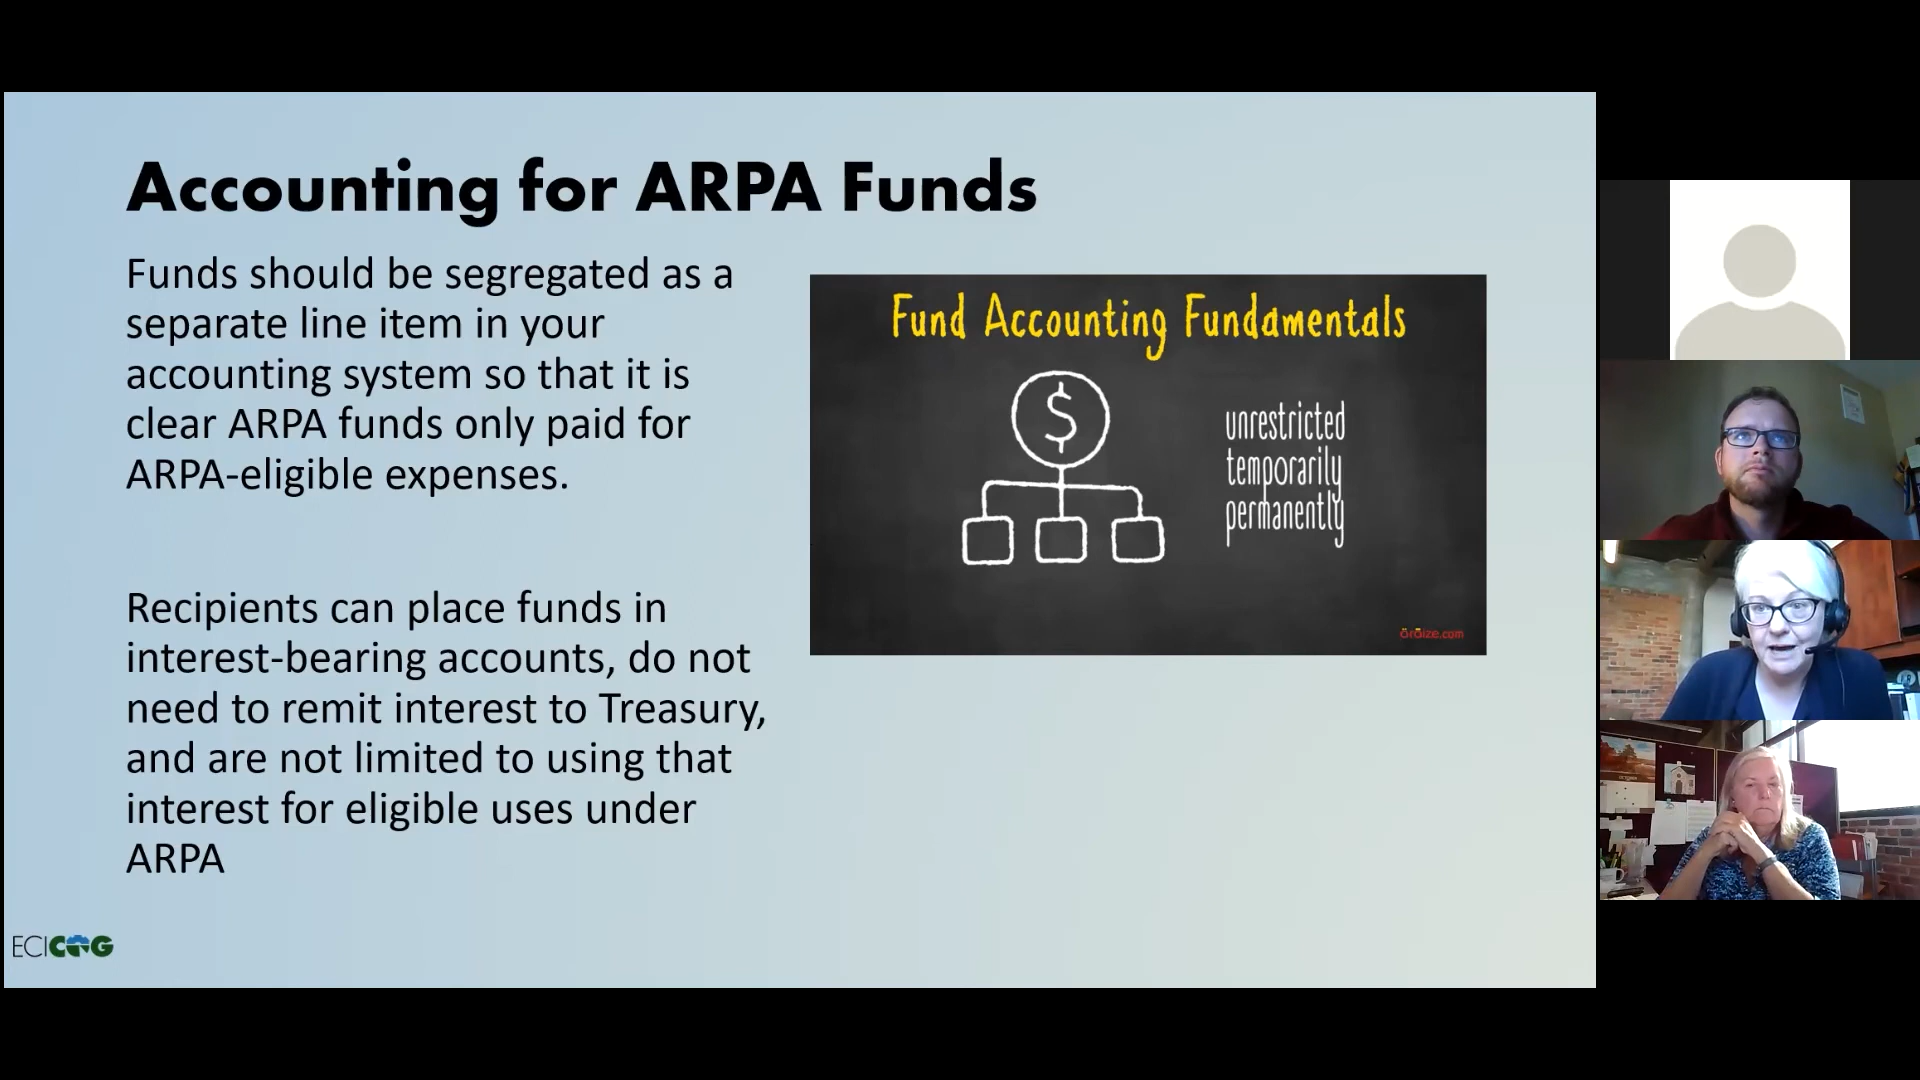 Accounting for ARPA Funds
Funds should be segregated as a
separate line item in your
accounting system so that it is
clear ARPA funds only paid for
ARPA-eligible expenses.
Recipients can place funds in
interest-bearing accounts, do not
need to remit interest to Treasury,
and are not limited to using that
interest for eligible uses under
ARPA
Fund Accounting Fundamentals
$
unrestricted
temporarily
permanently
araize.com
ECICOG
OCTOBER